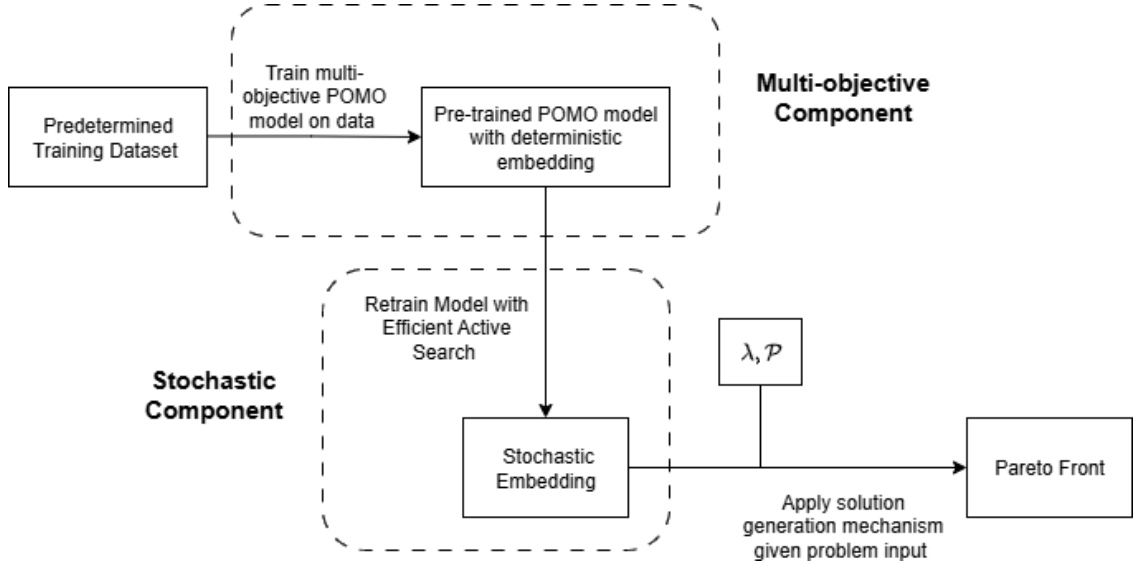 Train multi-
objective POMO
model on data
Predetermined
Training Dataset
Pre-trained POMO model
with deterministic
embedding
Multi-objective
Component
Retrain Model with
Efficient Active
Search
Stochastic
Component
λ, 𝒫
Stochastic
Embedding
Pareto Front
Apply solution
generation mechanism
given problem input